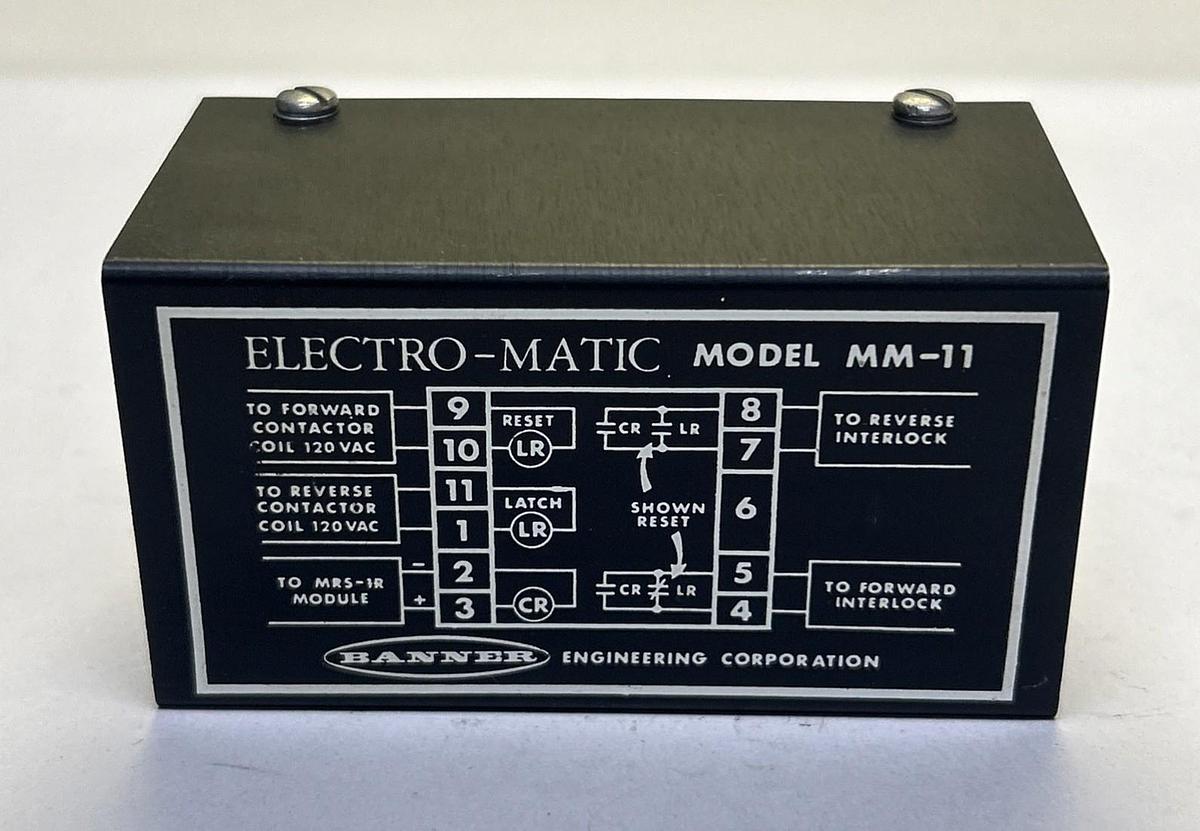 ELECTRO-MATIC MODEL MM-11
TO FORWARD
CONTACTOR
COIL 120 VAC
9
10
RESET
LR
CR
LR
8
7
TO REVERSE
INTERLOCK
TO REVERSE
CONTACTOR
COIL 120 VAC
11
1
LATCH
LR
SHOWN
RESET
6
TO MRS-1R
MODULE
-
+
2
3
CR
CR
LR
5
4
TO FORWARD
INTERLOCK
BANNER ENGINEERING CORPORATION